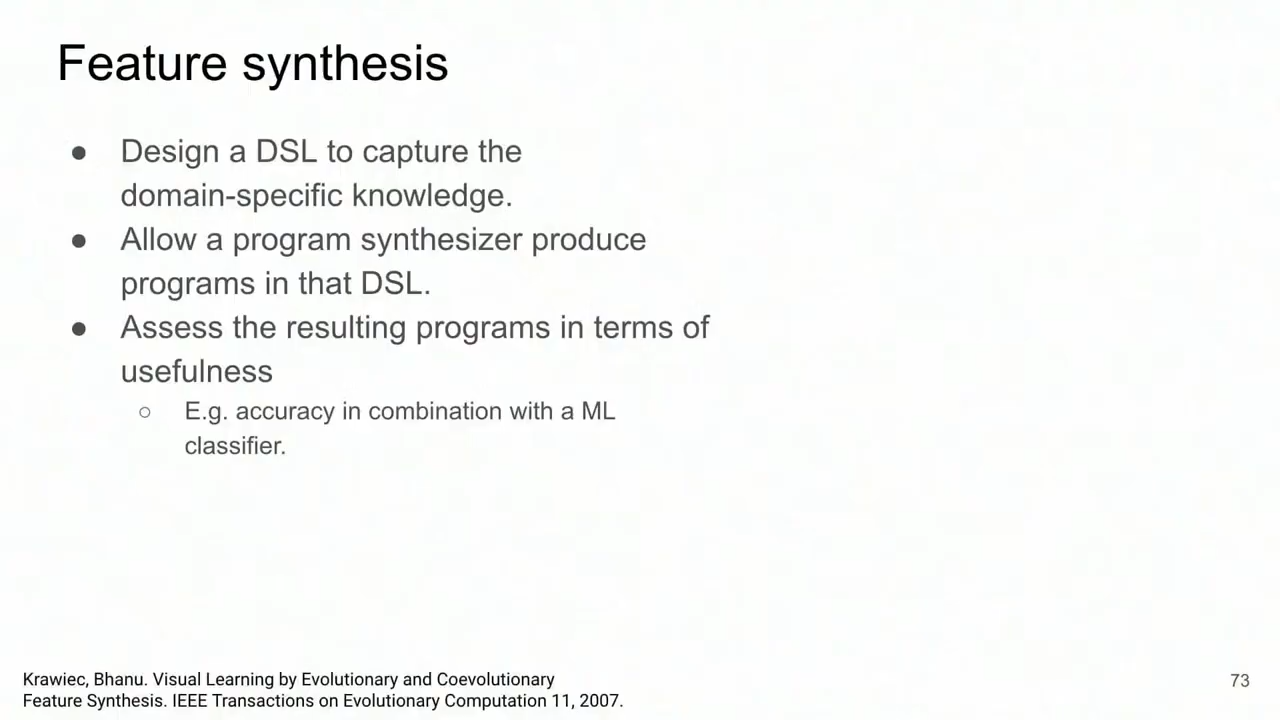 Feature synthesis
● Design a DSL to capture the
domain-specific knowledge.
● Allow a program synthesizer produce
programs in that DSL.
● Assess the resulting programs in terms of
usefulness
○ E.g. accuracy in combination with a ML
classifier.
Krawiec, Bhanu. Visual Learning by Evolutionary and Coevolutionary
Feature Synthesis. IEEE Transactions on Evolutionary Computation 11, 2007.
73